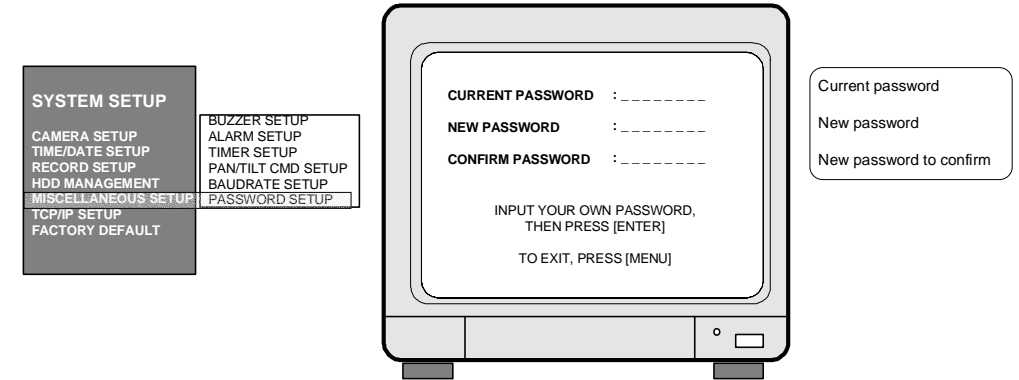 SYSTEM SETUP
CAMERA SETUP
TIME/DATE SETUP
RECORD SETUP
HDD MANAGEMENT
MISCELLANEOUS SETUP
TCP/IP SETUP
FACTORY DEFAULT
BUZZER SETUP
ALARM SETUP
TIMER SETUP
PAN/TILT CMD SETUP
BAUDRATE SETUP
PASSWORD SETUP
CURRENT PASSWORD : _ _ _ _ _ _ _ _
NEW PASSWORD : _ _ _ _ _ _ _ _
CONFIRM PASSWORD : _ _ _ _ _ _ _ _
INPUT YOUR OWN PASSWORD,
THEN PRESS [ENTER]
TO EXIT, PRESS [MENU]
Current password
New password
New password to confirm